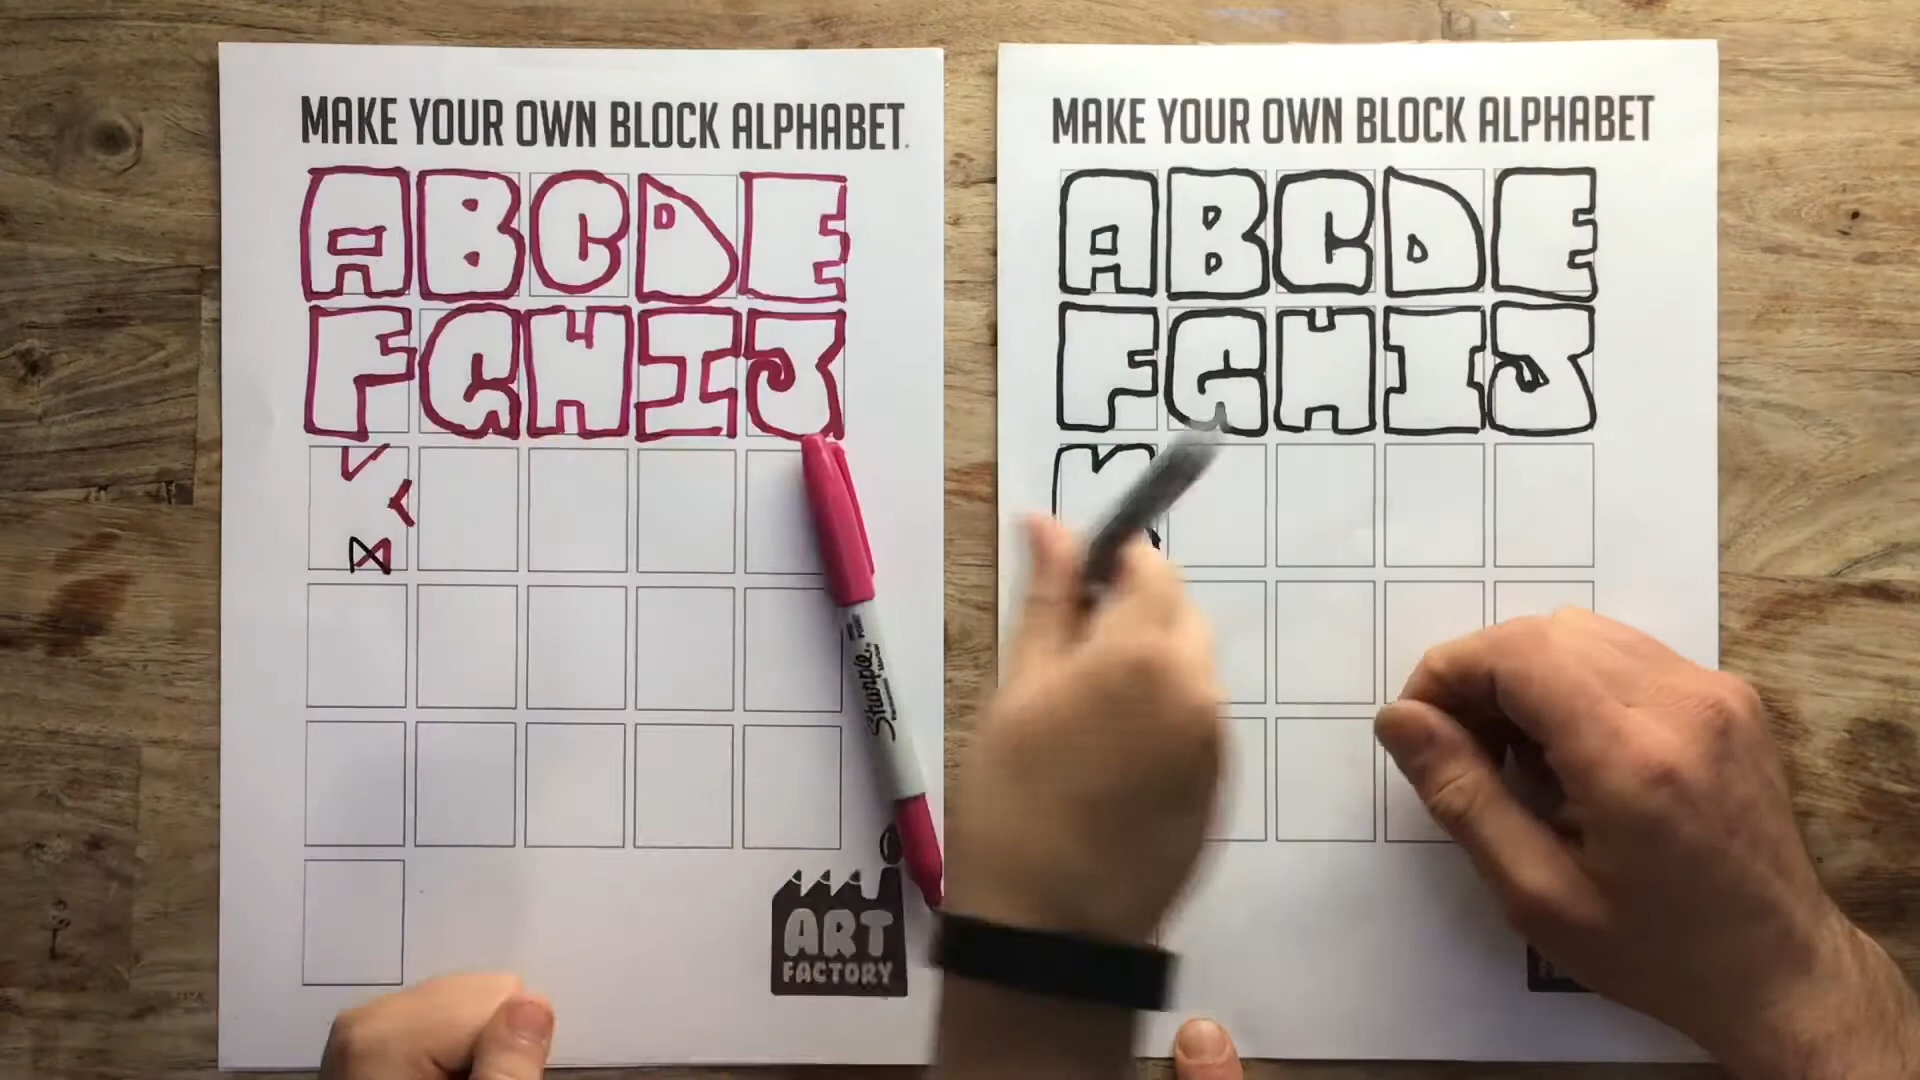 MAKE YOUR OWN BLOCK ALPHABET.
ABCDE
FGHIJ
K
Sharpie
ART
FACTORY
MAKE YOUR OWN BLOCK ALPHABET
ABCDE
FGHIJ